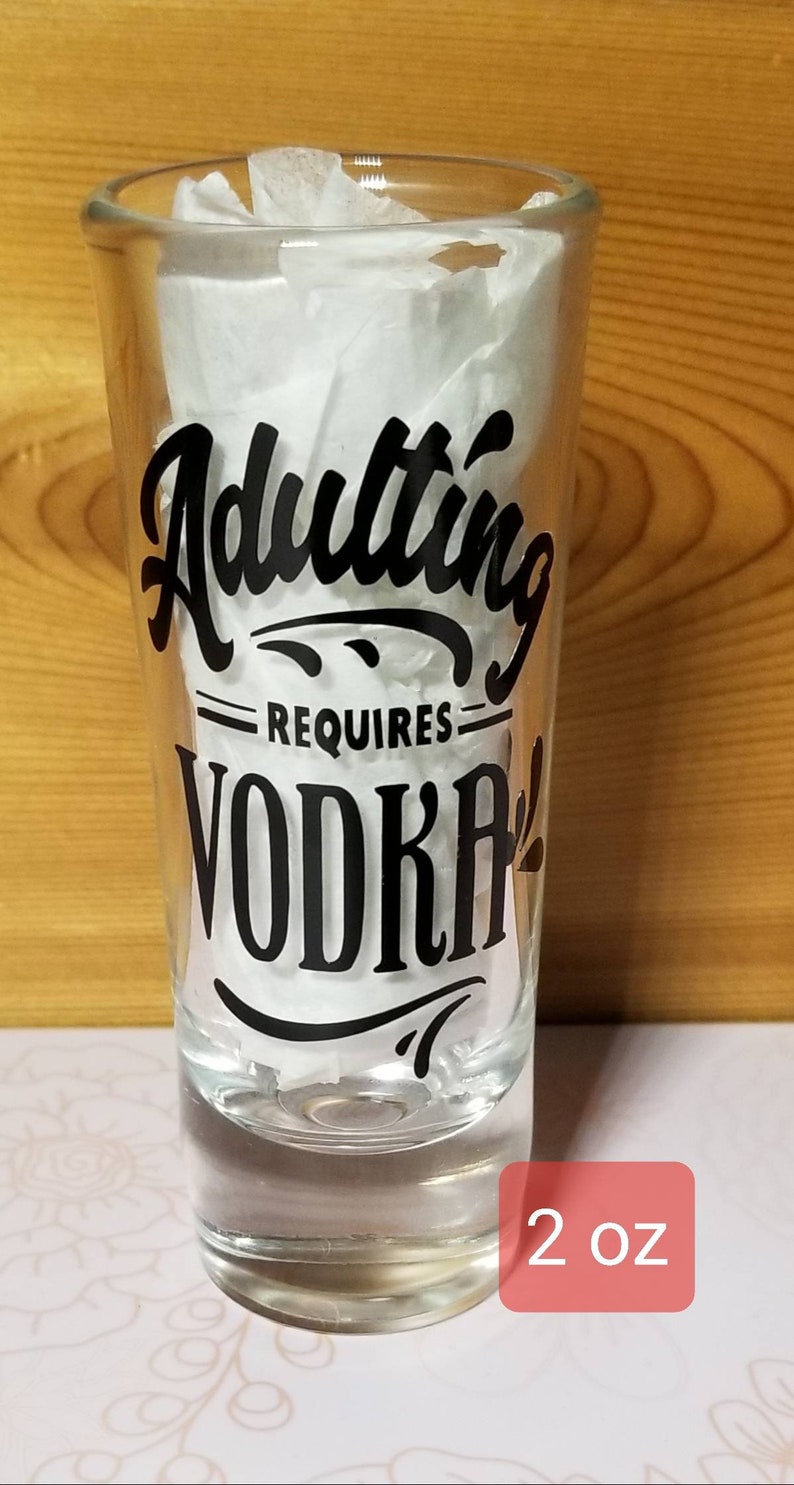 Adulting
REQUIRES
VODKA
2 oz